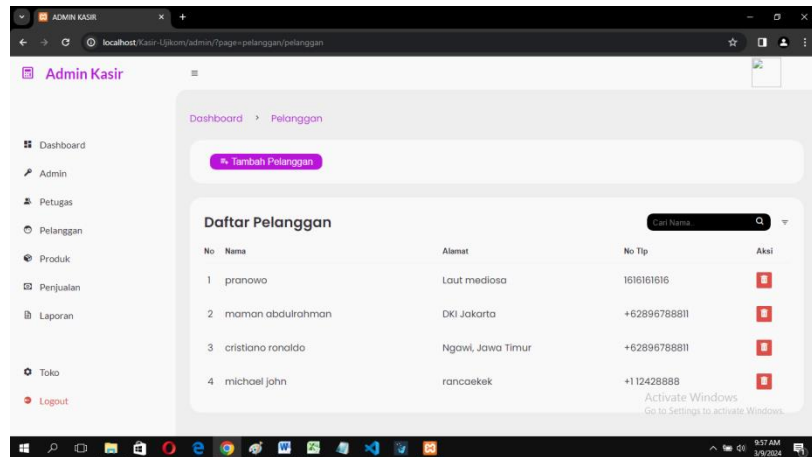 ADMIN KASIR
localhost/Kasir-Ujikom/admin/?page=pelanggan/pelanggan
Admin Kasir
Dashboard > Pelanggan
Dashboard
Tambah Pelanggan
Admin
Petugas
Pelanggan
Produk
Penjualan
Laporan
Toko
Logout
Daftar Pelanggan
Cari Nama
No Nama Alamat No Tlp Aksi
1 pranowo Laut mediosa 1616161616
2 maman abdulrahman DKI Jakarta +62896788811
3 cristiano ronaldo Ngawi, Jawa Timur +62896788811
4 michael john rancaekek +1 12428888
Activate Windows
Go to Settings to activate Windows.
9:57 AM
3/9/2024